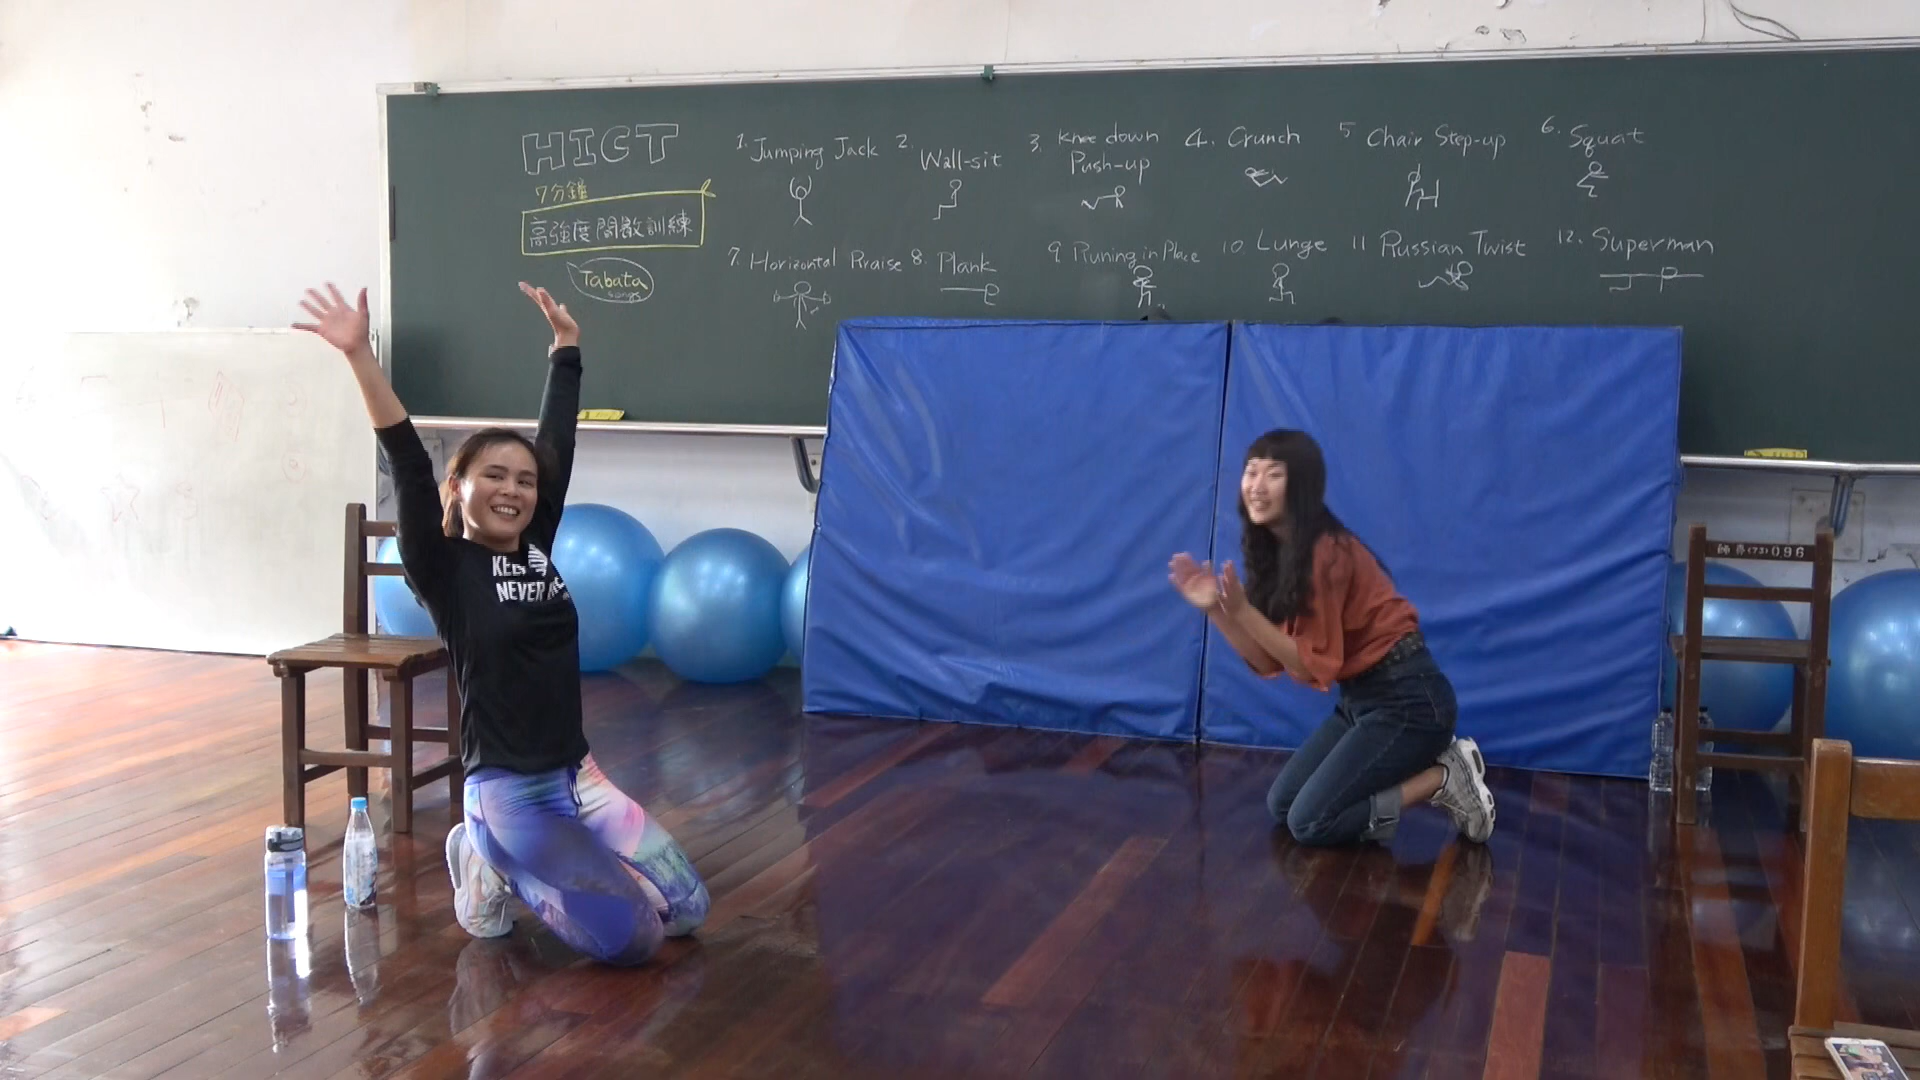 HICT
7分鐘
高強度間歇訓練
Tabata
songs
1. Jumping Jack
2. Wall-sit
3. Knee down
Push-up
4. Crunch
5 Chair Step-up
6. Squat
7. Horizontal Rraise
8. Plank
9 Runing in Place
10. Lunge
11 Russian Twist
12. Superman
NEVER
096